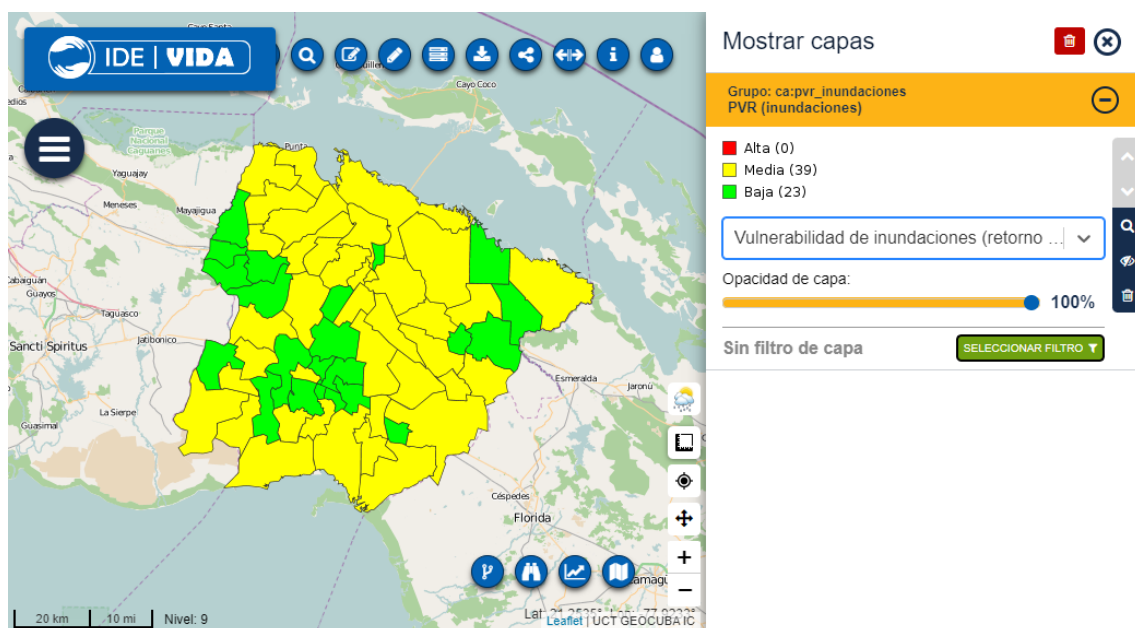 IDE | VIDA
Cayo Coco
Parque
Nacional
Caguanes
Punta
Yaguajay
Meneses
Mayajigua
Cabaiguán
Guayos
Taguasco
Sancti Spiritus
Jatibonico
Esmeralda
Jaronú
La Sierpe
Guasimal
Céspedes
Florida
20 km
10 mi
Nivel: 9
Leaflet | UCT GEOCUBA IC
Mostrar capas
Grupo: ca:pvr_inundaciones
PVR (inundaciones)
Alta (0)
Media (39)
Baja (23)
Vulnerabilidad de inundaciones (retorno ...
Opacidad de capa:
100%
Sin filtro de capa
SELECCIONAR FILTRO